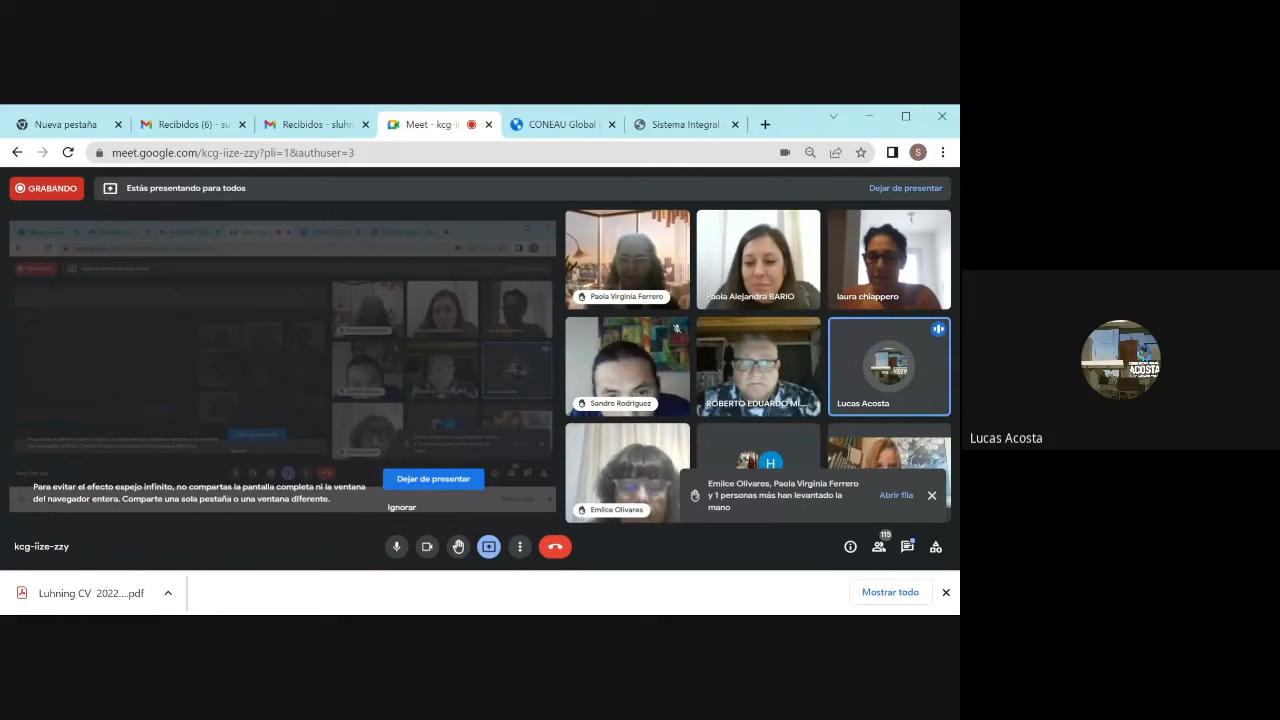 Nueva pestaña
Recibidos (6) - su
Recibidos - sluhn
Meet - kcg-ii
CONEAU Global |
Sistema Integral
meet.google.com/kcg-iize-zzy?pli=1&authuser=3
S
GRABANDO
Estás presentando para todos
Dejar de presentar
Paola Virginia Ferrero
Paola Alejandra BARIO
laura chiappero
Sandro Rodriguez
ROBERTO EDUARDO MI...
Lucas Acosta
ACOSTA
Emilce Olivares
H
Emilce Olivares, Paola Virginia Ferrero
y 1 personas más han levantado la
mano
Abrir fila
Para evitar el efecto espejo infinito, no compartas la pantalla completa ni la ventana
del navegador entera. Comparte una sola pestaña o una ventana diferente.
Dejar de presentar
Ignorar
kcg-iize-zzy
115
Luhning CV 2022....pdf
Mostrar todo
ACOSTA
Lucas Acosta